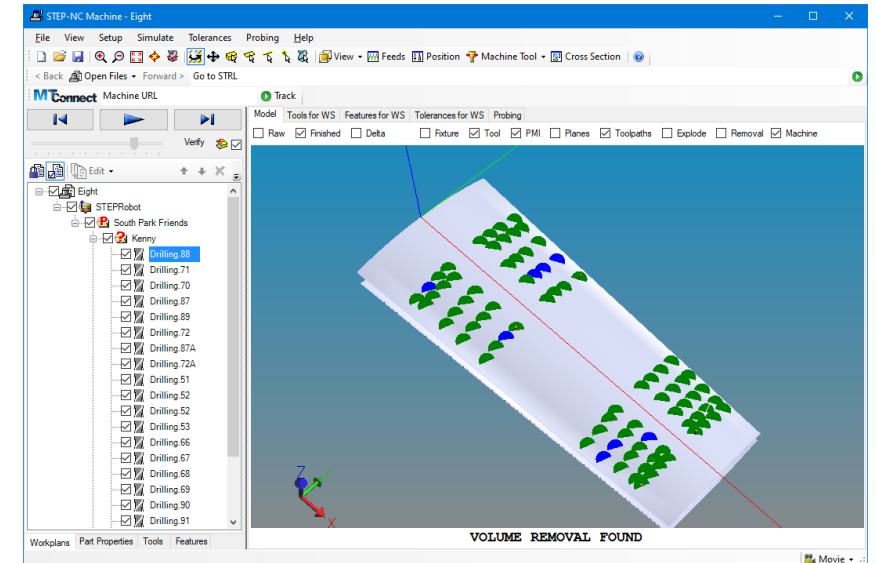 STEP-NC Machine - Eight
File View Setup Simulate Tolerances Probing Help
View Feeds Position Machine Tool Cross Section
< Back Open Files Forward > Go to STRL
MTConnect Machine URL Track
Verify
Model Tools for WS Features for WS Tolerances for WS Probing
Raw Finished Delta Fixture Tool PMI Planes Toolpaths Explode Removal Machine
Edit
Eight
STEPRobot
South Park Friends
Kenny
Drilling.88
Drilling.71
Drilling.70
Drilling.87
Drilling.89
Drilling.72
Drilling.87A
Drilling.72A
Drilling.51
Drilling.52
Drilling.52
Drilling.53
Drilling.66
Drilling.67
Drilling.68
Drilling.69
Drilling.90
Drilling.91
Z
Y
X
VOLUME REMOVAL FOUND
Workplans Part Properties Tools Features
Movie